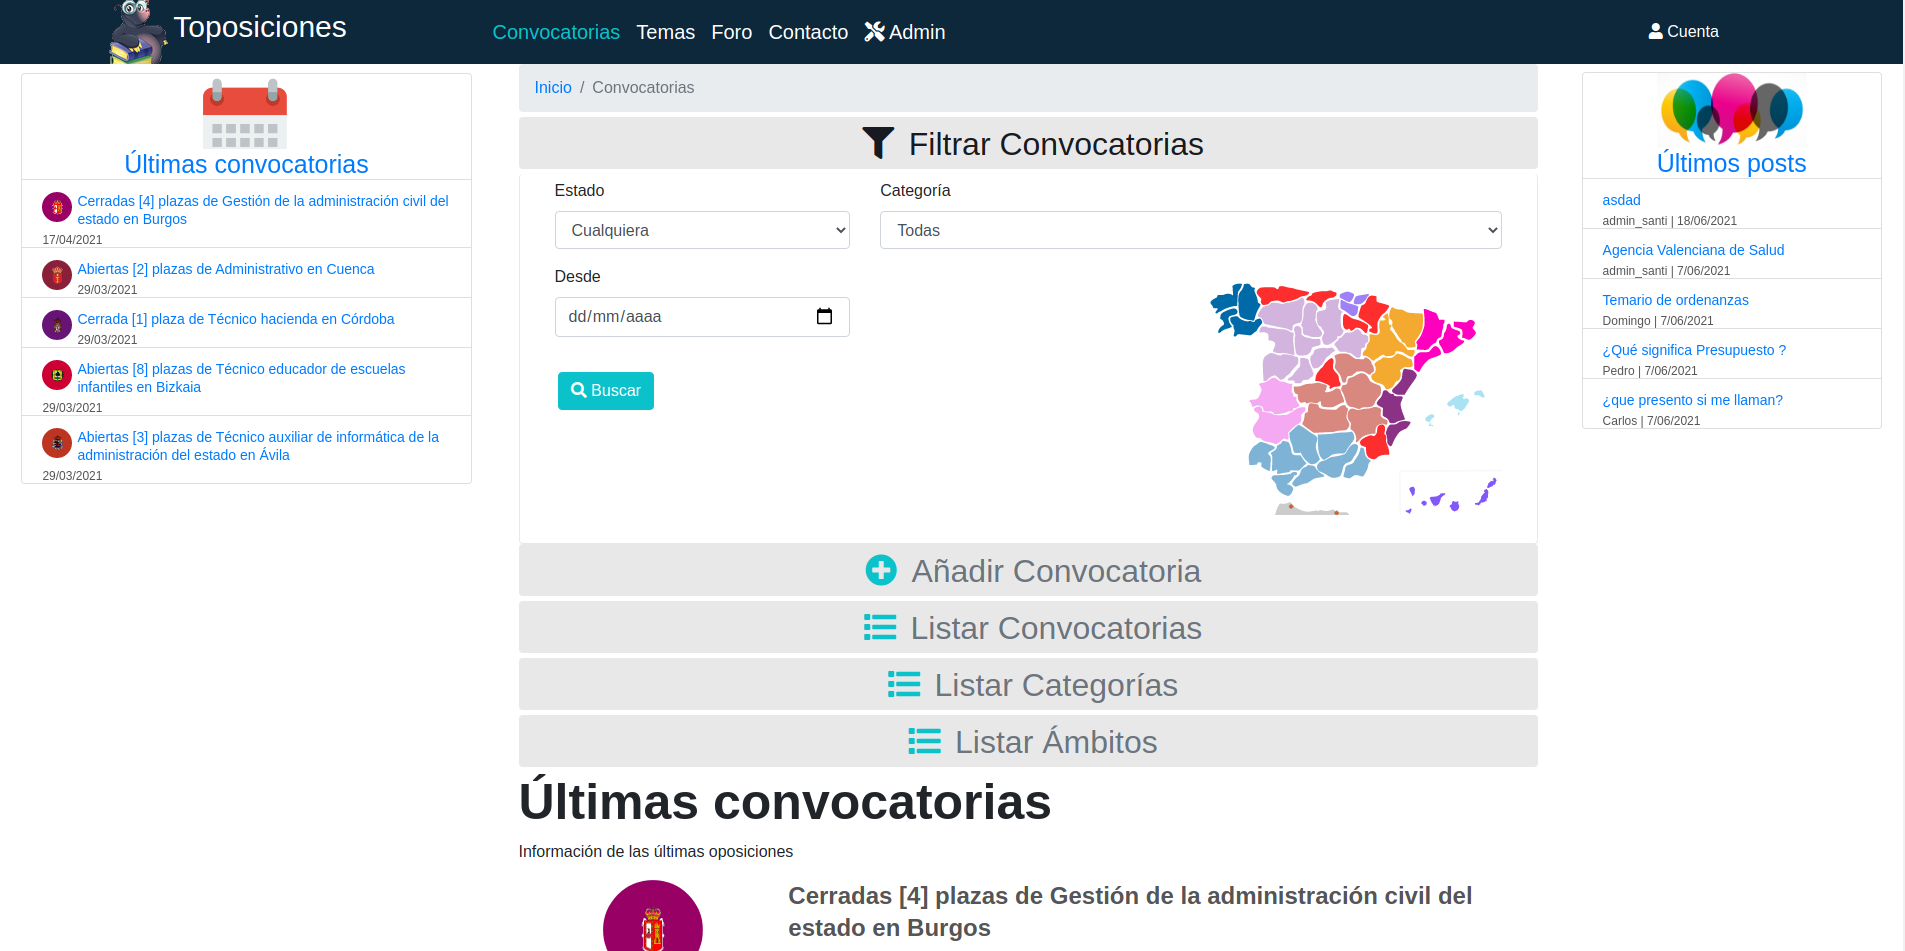 Toposiciones
Convocatorias Temas Foro Contacto Admin
Cuenta
Últimas convocatorias
Cerradas [4] plazas de Gestión de la administración civil del
estado en Burgos
17/04/2021
Abiertas [2] plazas de Administrativo en Cuenca
29/03/2021
Cerrada [1] plaza de Técnico hacienda en Córdoba
29/03/2021
Abiertas [8] plazas de Técnico educador de escuelas
infantiles en Bizkaia
29/03/2021
Abiertas [3] plazas de Técnico auxiliar de informática de la
administración del estado en Ávila
29/03/2021
Inicio / Convocatorias
Filtrar Convocatorias
Estado
Categoría
Cualquiera
Todas
Desde
dd/mm/aaaa
Buscar
Añadir Convocatoria
Listar Convocatorias
Listar Categorías
Listar Ámbitos
Últimas convocatorias
Información de las últimas oposiciones
Cerradas [4] plazas de Gestión de la administración civil del
estado en Burgos
Últimos posts
asdad
admin_santi | 18/06/2021
Agencia Valenciana de Salud
admin_santi | 7/06/2021
Temario de ordenanzas
Domingo | 7/06/2021
¿Qué significa Presupuesto ?
Pedro | 7/06/2021
¿que presento si me llaman?
Carlos | 7/06/2021